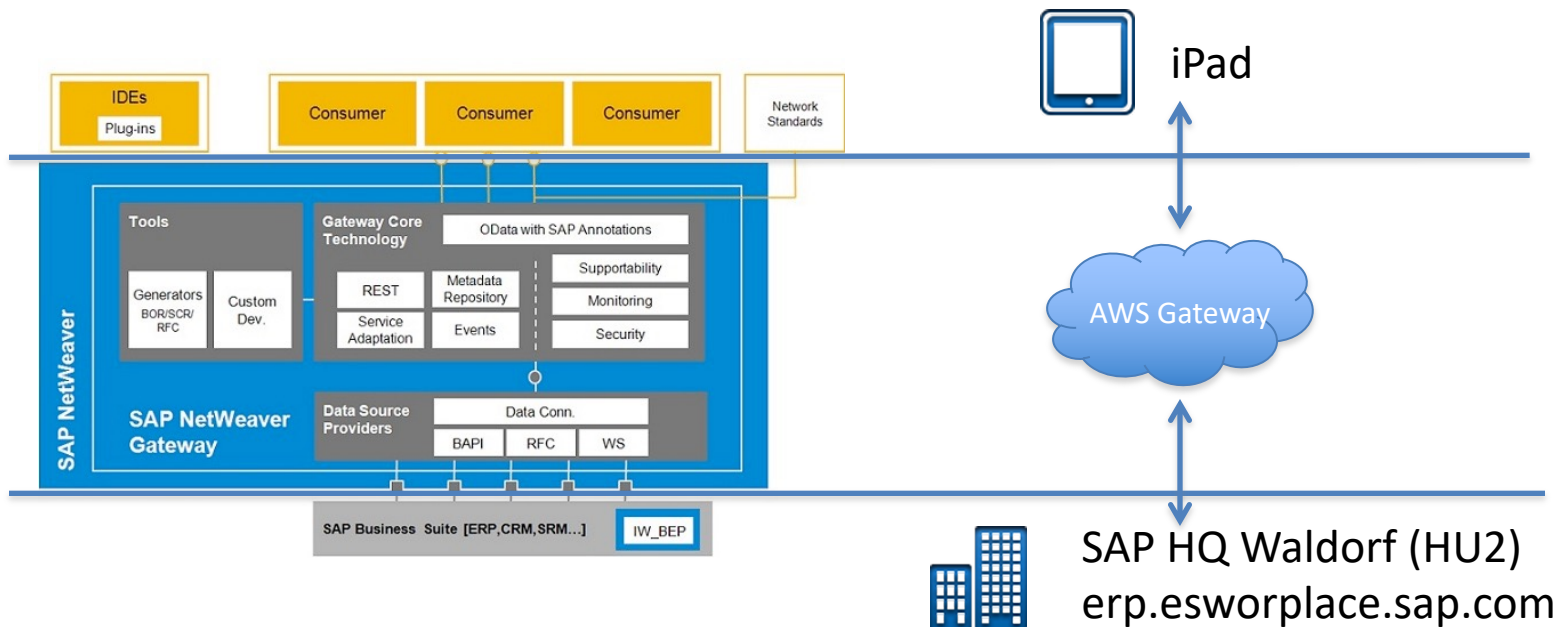 iPad
IDEs
Plug-ins
Consumer
Consumer
Consumer
Network
Standards
SAP NetWeaver
Tools
Generators
BOR/SCR/
RFC
Custom
Dev.
Gateway Core
Technology
OData with SAP Annotations
REST
Metadata
Repository
Service
Adaptation
Events
Supportability
Monitoring
Security
AWS Gateway
SAP NetWeaver
Gateway
Data Source
Providers
Data Conn.
BAPI
RFC
WS
SAP Business Suite [ERP,CRM,SRM...]
IW_BEP
SAP HQ Waldorf (HU2)
erp.esworplace.sap.com